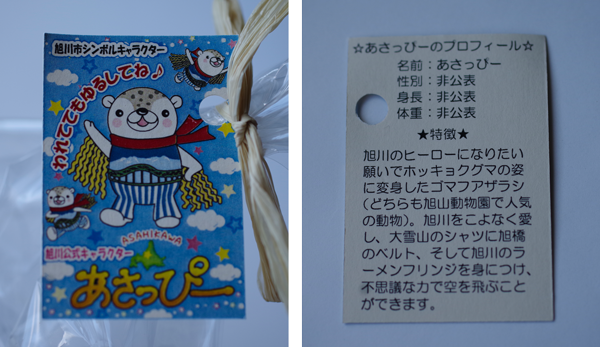 旭川市シンボルキャラクター
われててもゆるしてね♪
ASAHIKAWA
旭川公式キャラクター
あさっぴー
☆あさっぴーのプロフィール☆
名前：あさっぴー
性別：非公表
身長：非公表
体重：非公表
★特徴★
旭川のヒーローになりたい
願いでホッキョクグマの姿
に変身したゴマフアザラシ
(どちらも旭山動物園で人気
の動物)。旭川をこよなく愛
し、大雪山のシャツに旭橋
のベルト、そして旭川のラ
ーメンフリンジを身につけ、
不思議な力で空を飛ぶこと
ができます。